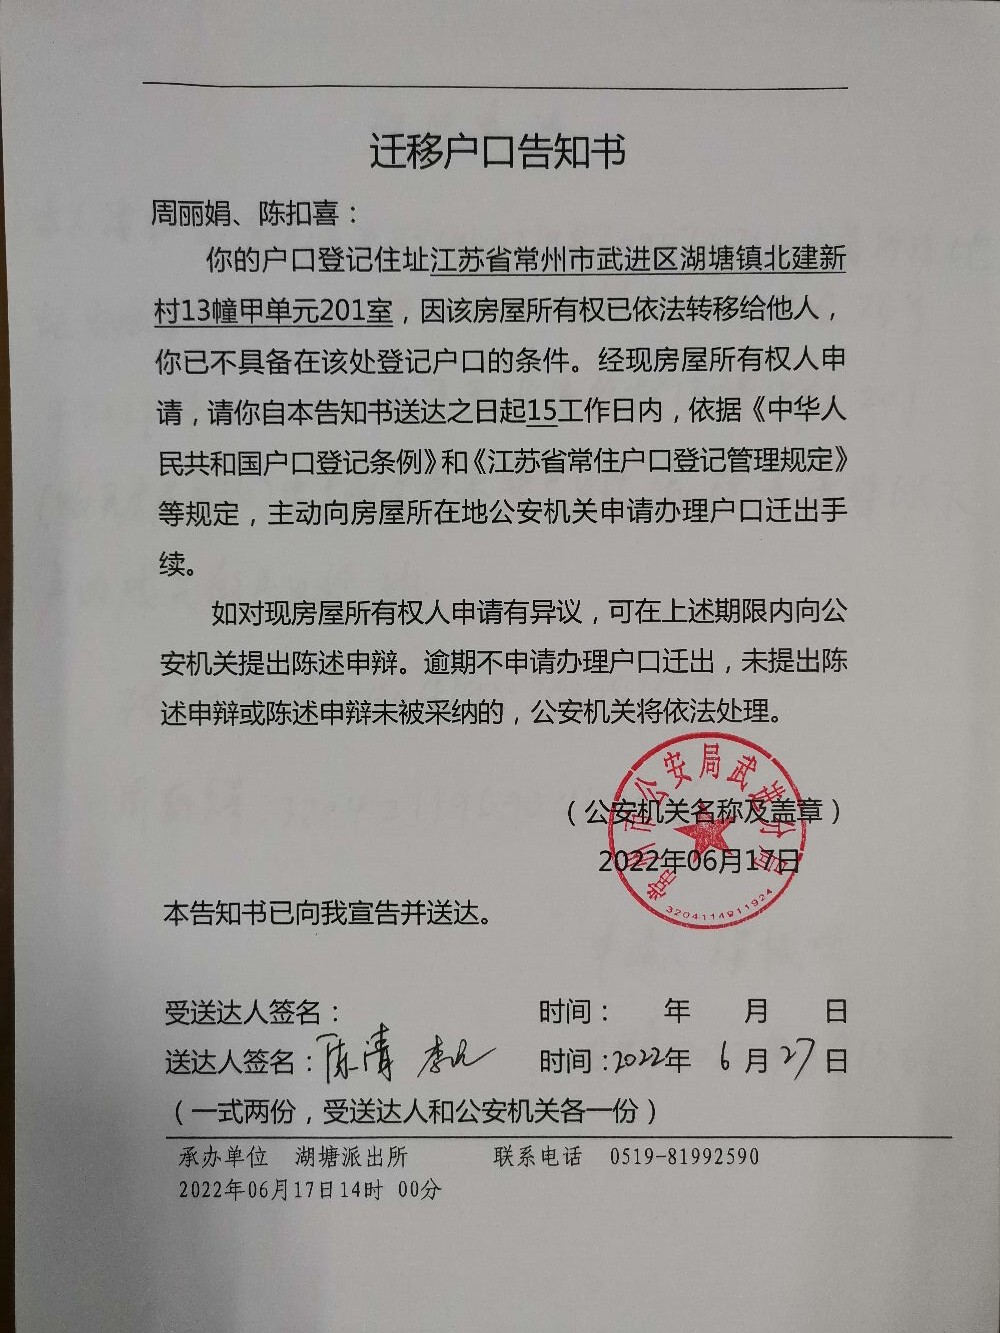 迁移户口告知书
周丽娟、陈扣喜：
你的户口登记住址江苏省常州市武进区湖塘镇北建新
村13幢甲单元201室，因该房屋所有权已依法转移给他人，
你已不具备在该处登记户口的条件。经现房屋所有权人申
请，请你自本告知书送达之日起15工作日内，依据《中华人
民共和国户口登记条例》和《江苏省常住户口登记管理规定》
等规定，主动向房屋所在地公安机关申请办理户口迁出手
续。
如对现房屋所有权人申请有异议，可在上述期限内向公
安机关提出陈述申辩。逾期不申请办理户口迁出，未提出陈
述申辩或陈述申辩未被采纳的，公安机关将依法处理。
常州市公安局武进分局
（公安机关名称及盖章）
2022年06月17日
3204114911924
本告知书已向我宣告并送达。
受送达人签名： 时间： 年 月 日
送达人签名：陈清 时间：2022年 6 月 27 日
（一式两份，受送达人和公安机关各一份）
承办单位 湖塘派出所 联系电话 0519-81992590
2022年06月17日14时 00分